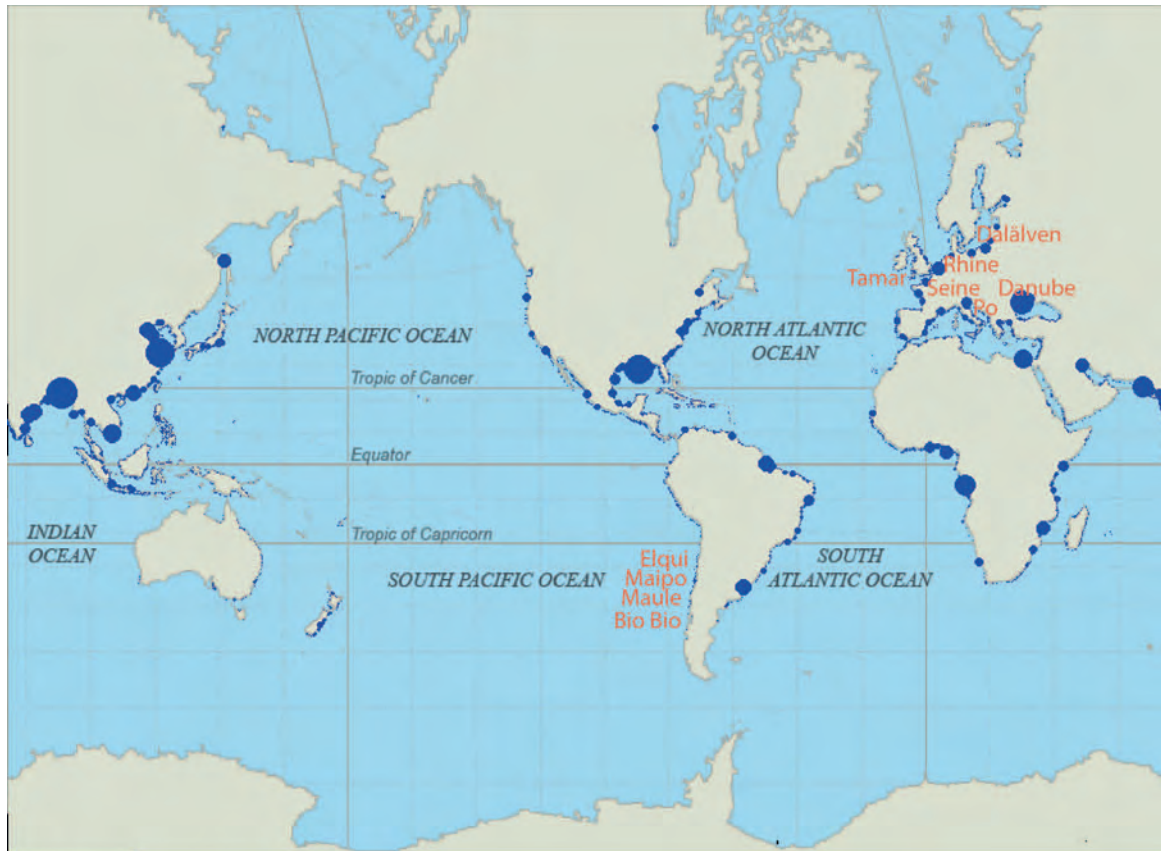 Dalälven
Rhine
Tamar
Seine
Danube
Po
NORTH PACIFIC OCEAN
NORTH ATLANTIC
OCEAN
Tropic of Cancer
Equator
INDIAN
OCEAN
Tropic of Capricorn
SOUTH PACIFIC OCEAN
Elqui
Maipo
Maule
Bio Bio
SOUTH
ATLANTIC OCEAN